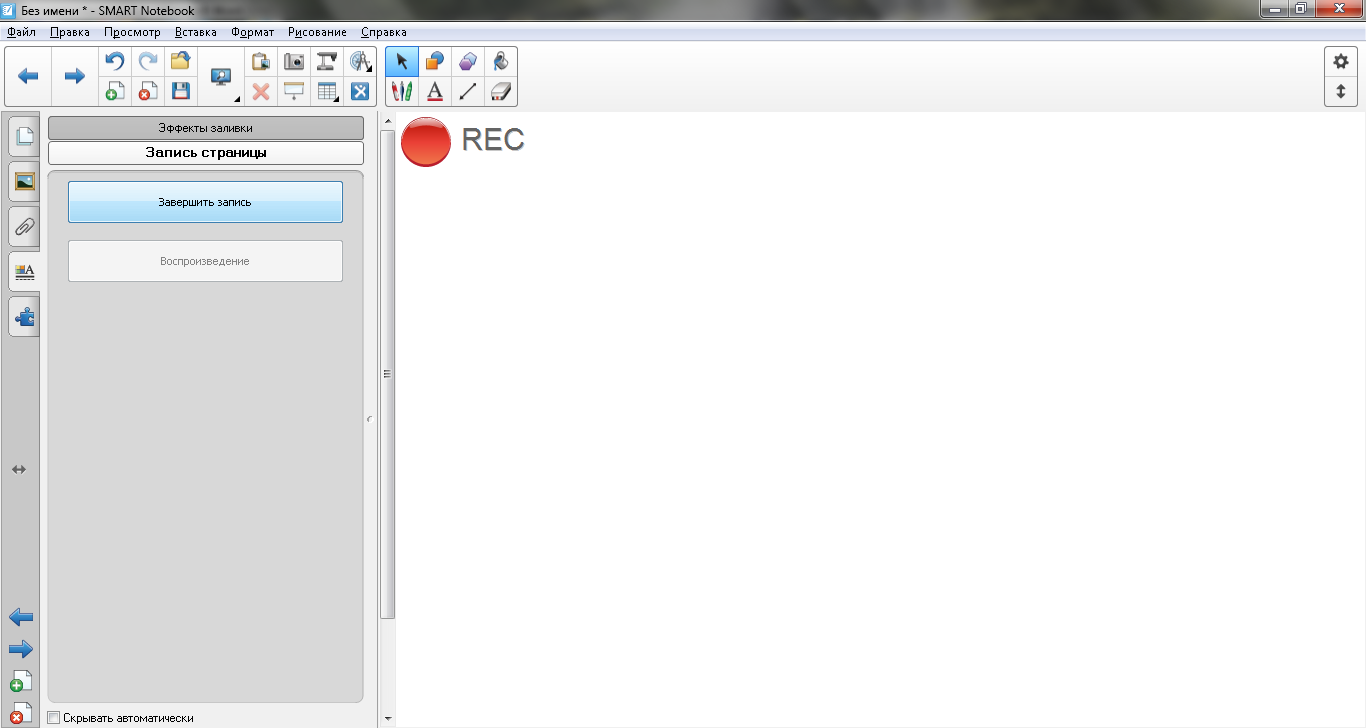 Без имени * - SMART Notebook
Файл Правка Просмотр Вставка Формат Рисование Справка
Эффекты заливки
Запись страницы
Завершить запись
Воспроизведение
Скрывать автоматически
REC